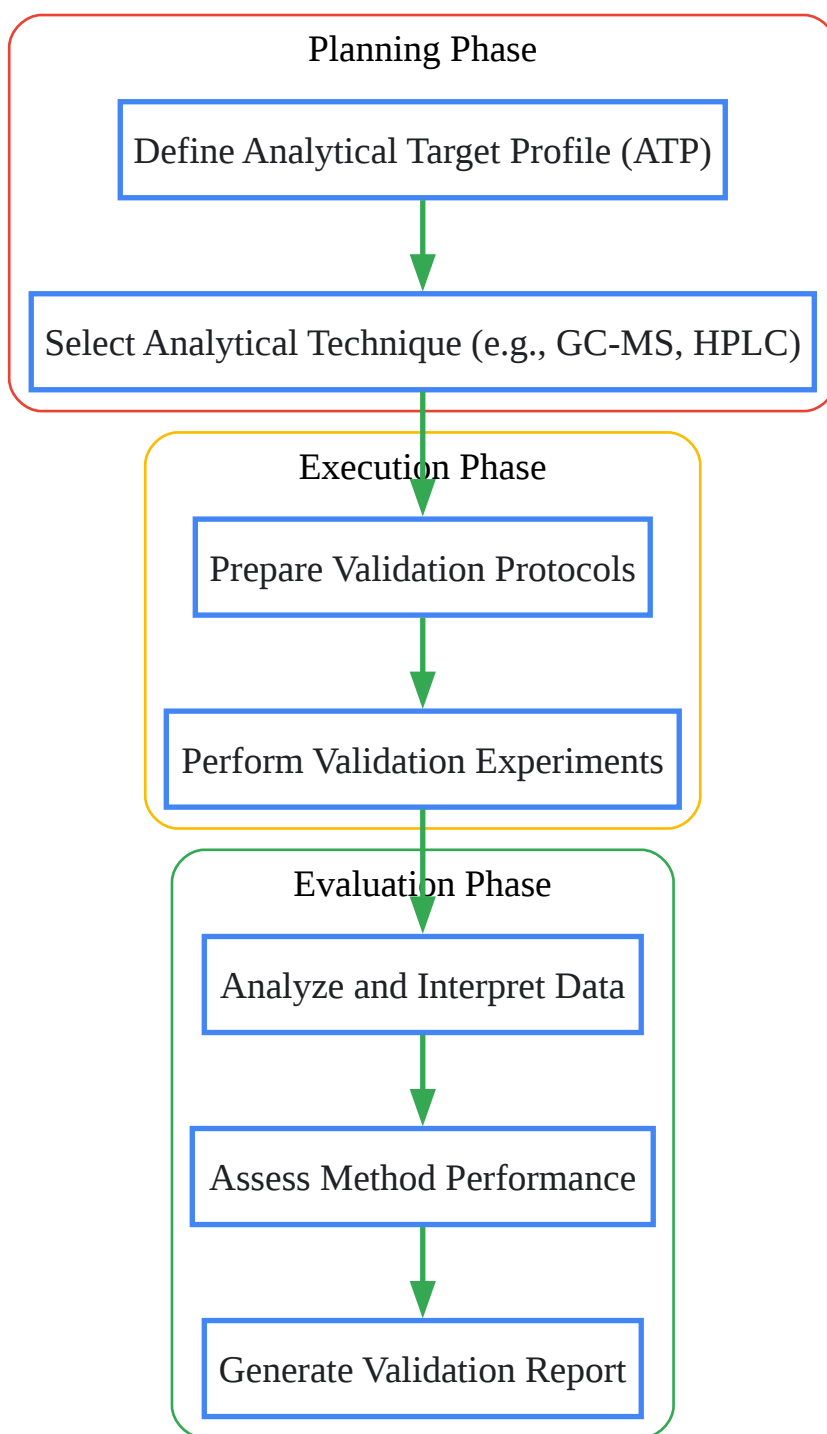 Planning Phase
Define Analytical Target Profile (ATP)
Select Analytical Technique (e.g., GC-MS, HPLC)
Execution Phase
Prepare Validation Protocols
Perform Validation Experiments
Evaluation Phase
Analyze and Interpret Data
Assess Method Performance
Generate Validation Report